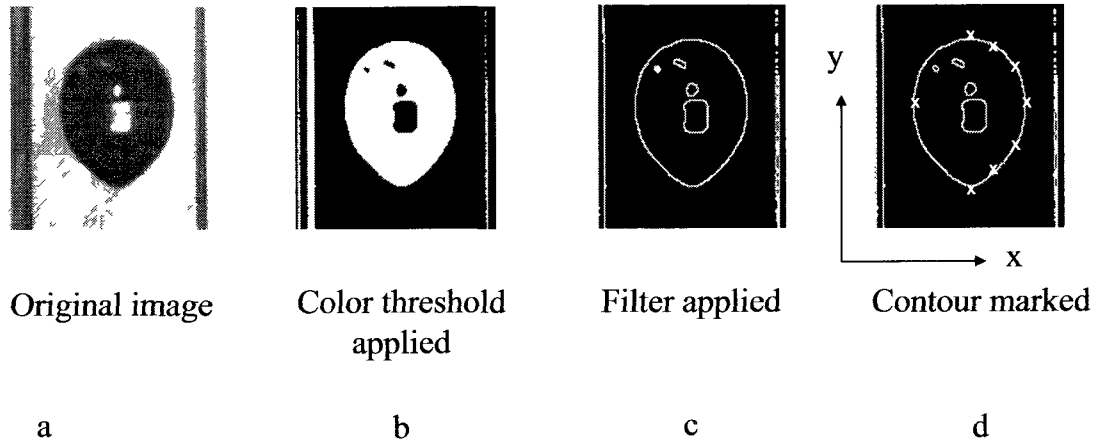 y
x
Original image
Color threshold
applied
Filter applied
Contour marked
a
b
c
d